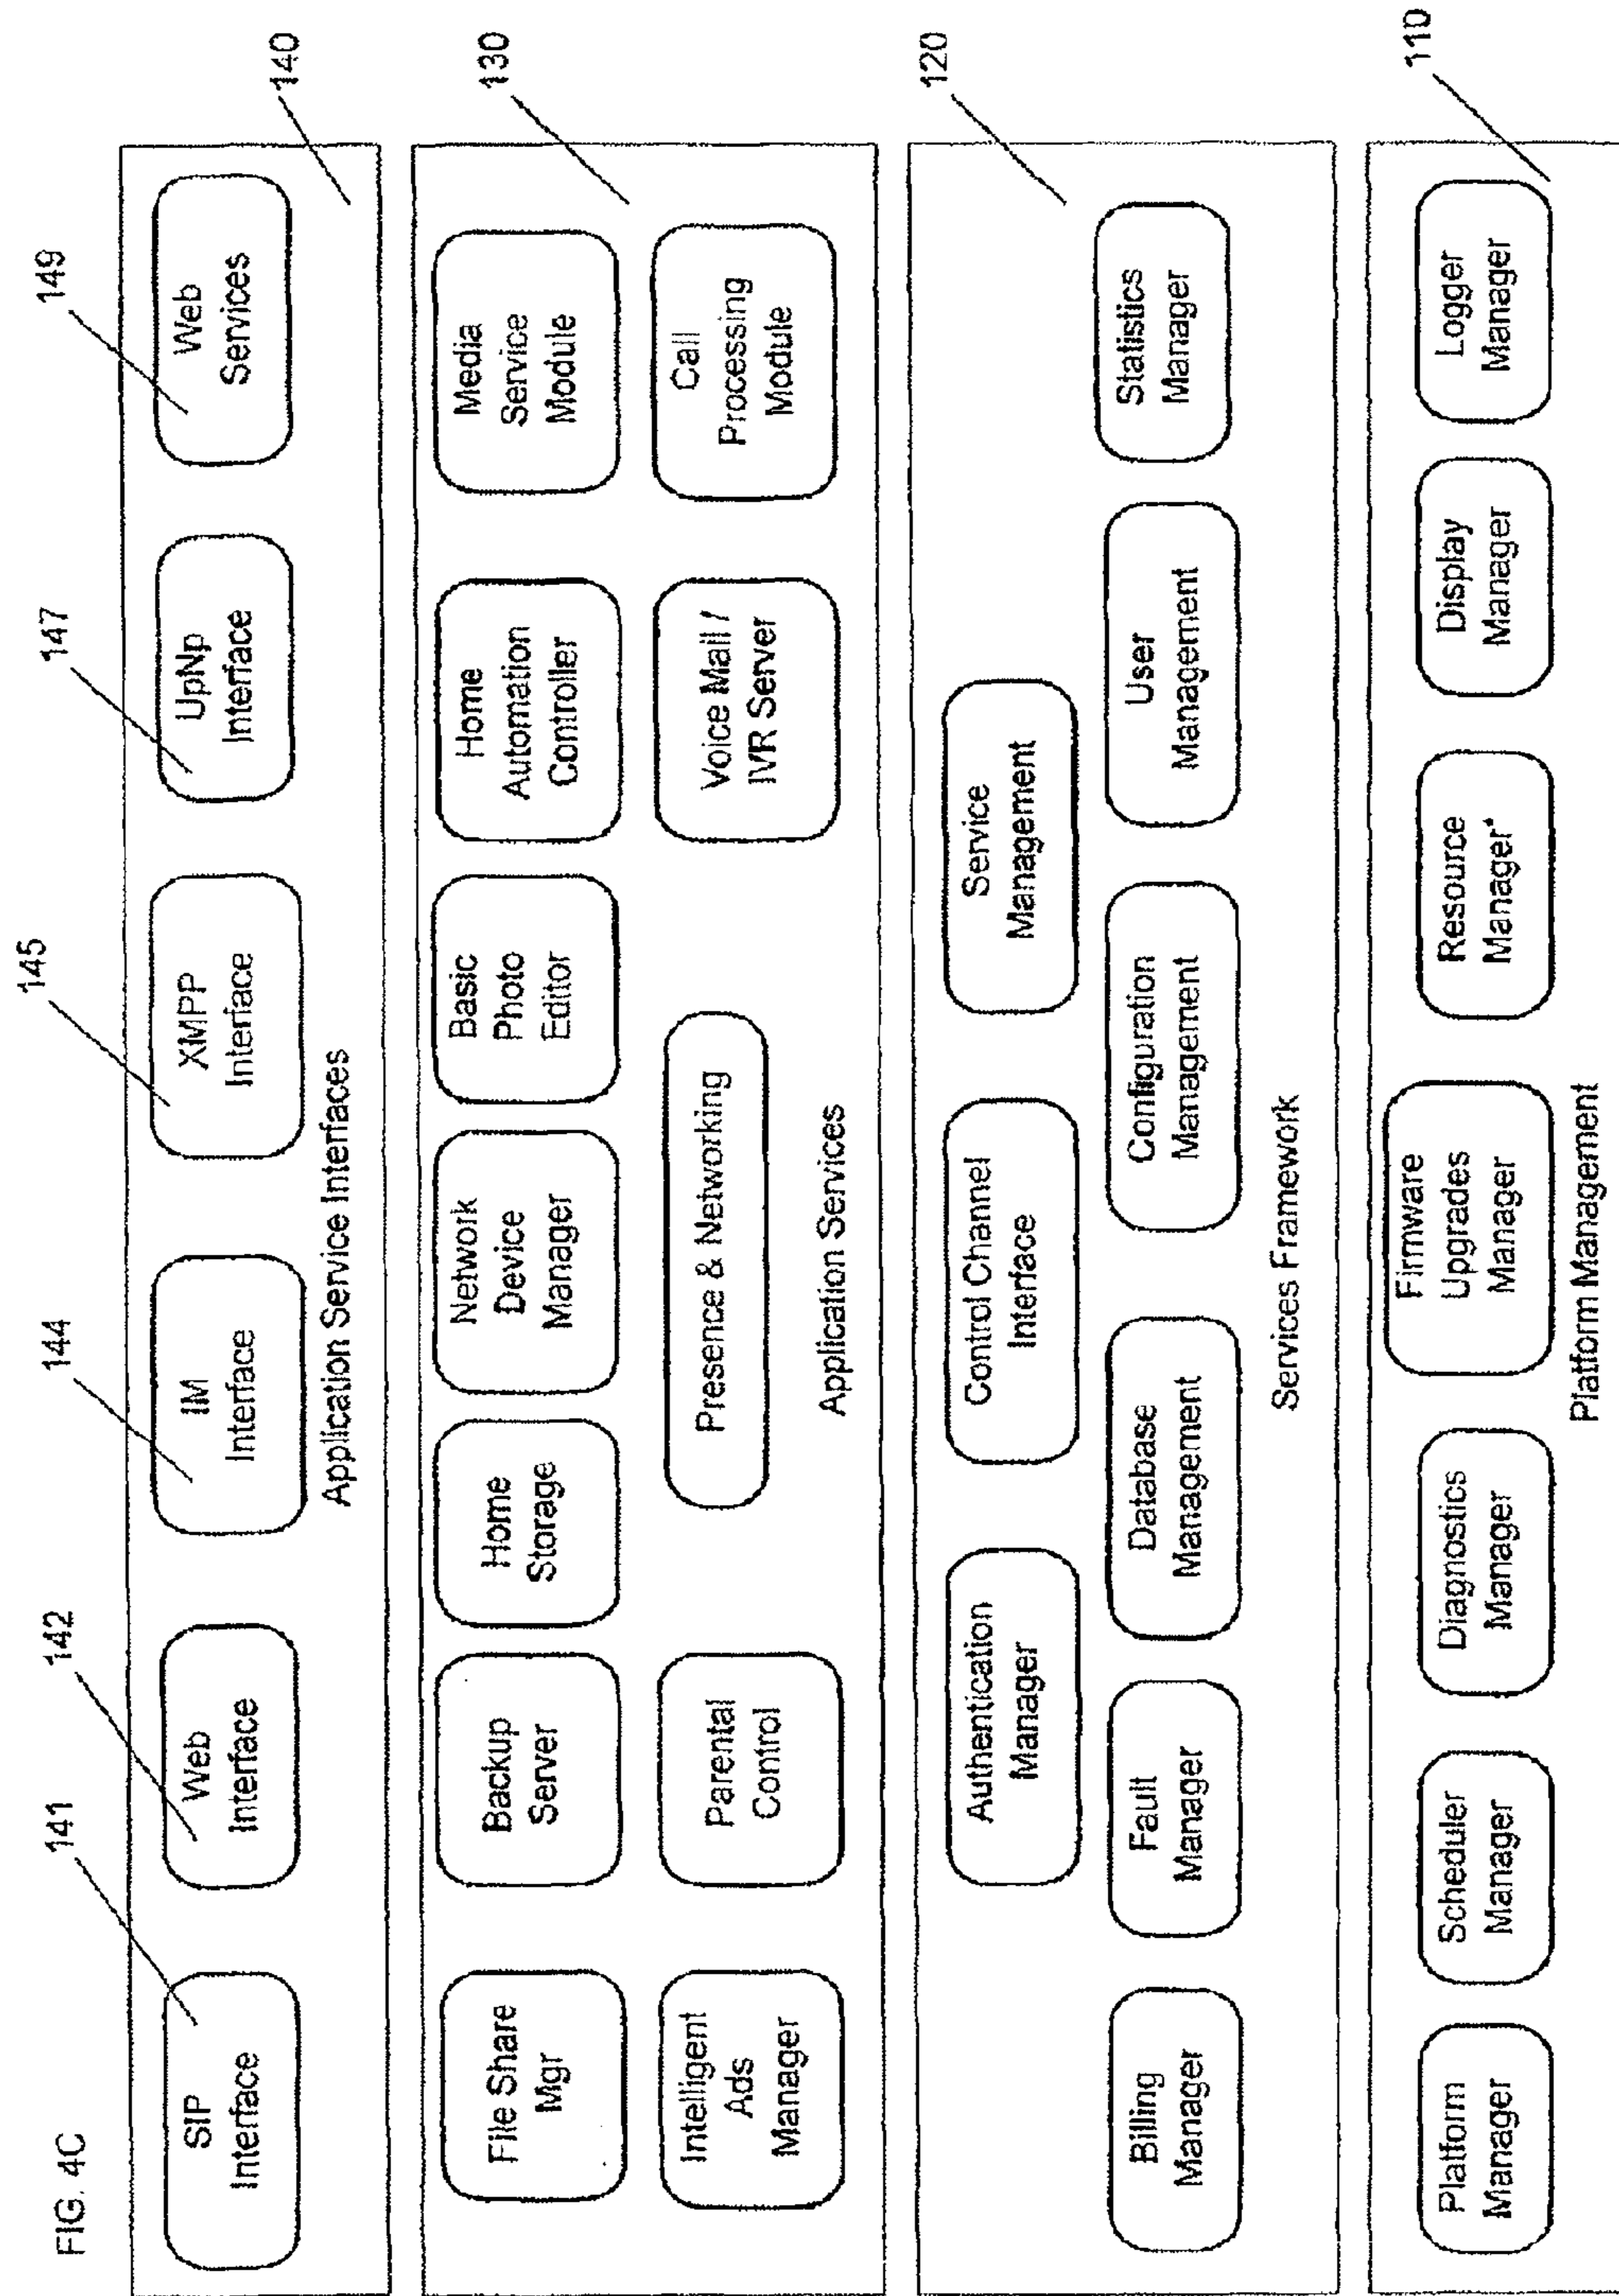 FIG. 4C
141
142
144
145
147
149
SIP
Interface
Web
Interface
IM
Interface
XMPP
Interface
UpNp
Interface
Web
Services
Application Service Interfaces
140
File Share
Mgr
Backup
Server
Home
Storage
Network
Device
Manager
Basic
Photo
Editor
Home
Automation
Controller
Media
Service
Module
Intelligent
Ads
Manager
Parental
Control
Presence & Networking
Voice Mail /
IVR Server
Call
Processing
Module
Application Services
130
Authentication
Manager
Control Channel
Interface
Service
Management
Billing
Manager
Fault
Manager
Database
Management
Configuration
Management
User
Management
Statistics
Manager
Services Framework
120
Platform
Manager
Scheduler
Manager
Diagnostics
Manager
Firmware
Upgrades
Manager
Resource
Manager*
Display
Manager
Logger
Manager
Platform Management
110